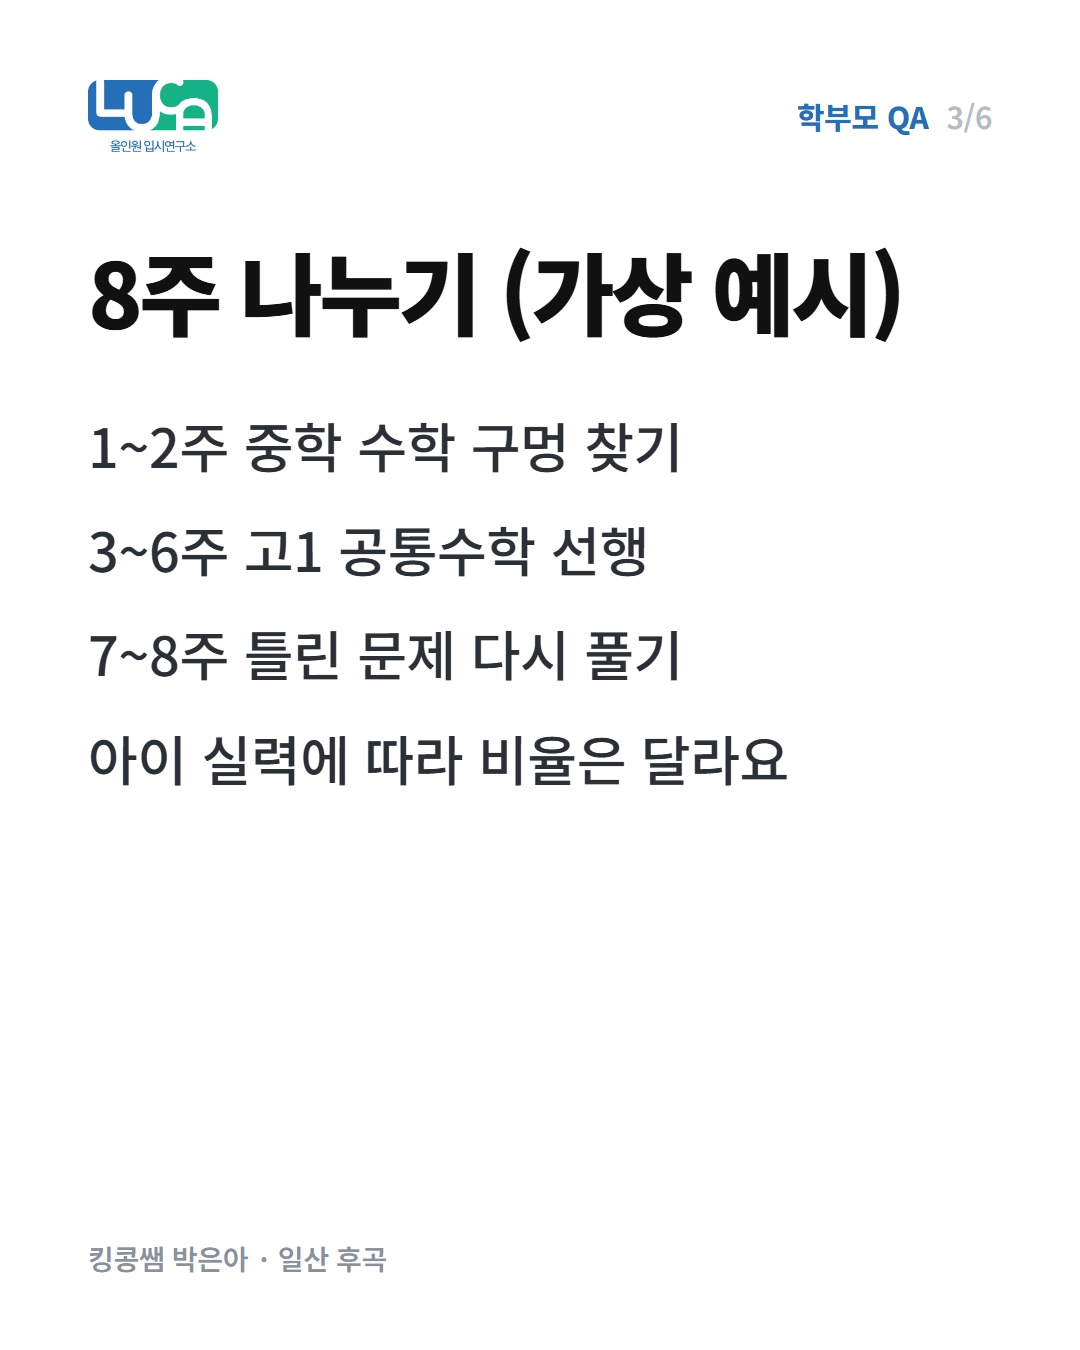 LUCA
올인원 입시연구소
학부모 QA 3/6
8주 나누기 (가상 예시)
1~2주 중학 수학 구멍 찾기
3~6주 고1 공통수학 선행
7~8주 틀린 문제 다시 풀기
아이 실력에 따라 비율은 달라요
킹콩쌤 박은아 · 일산 후곡